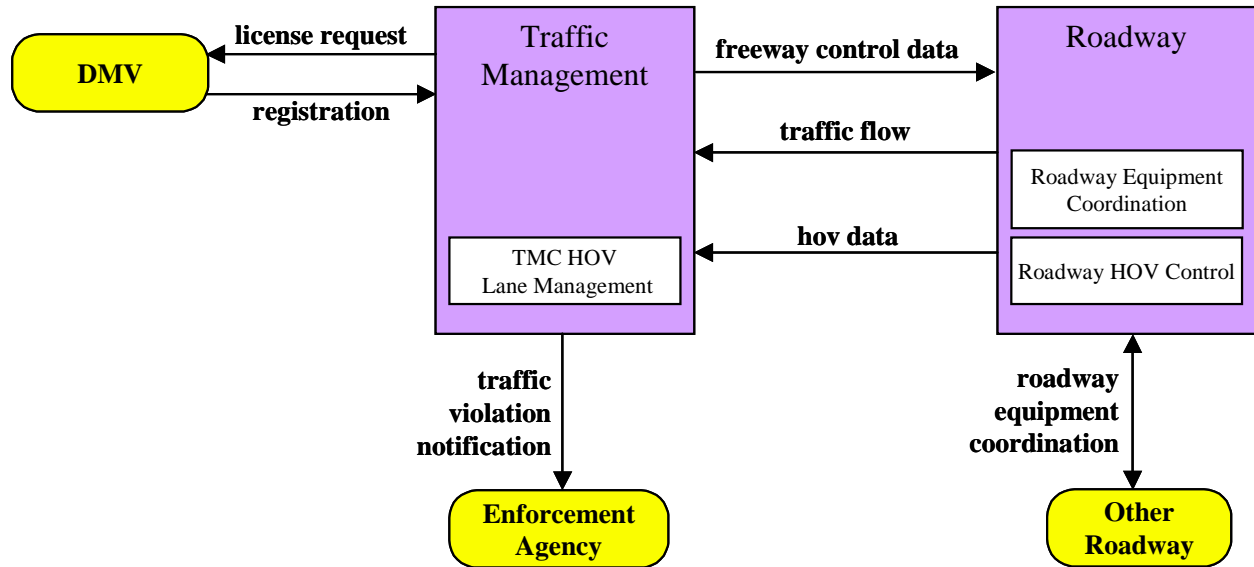 license request
DMV
registration
Traffic
Management
freeway control data
Roadway
traffic flow
Roadway Equipment
Coordination
hov data
TMC HOV
Lane Management
Roadway HOV Control
traffic
violation
notification
roadway
equipment
coordination
Enforcement
Agency
Other
Roadway